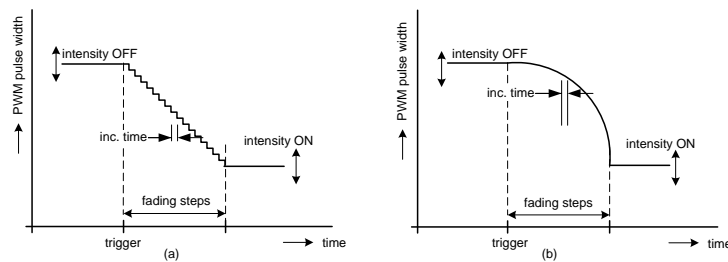 PWM pulse width
intensity OFF
inc. time
intensity ON
fading steps
trigger
time
(a)
PWM pulse width
intensity OFF
inc. time
intensity ON
fading steps
trigger
time
(b)